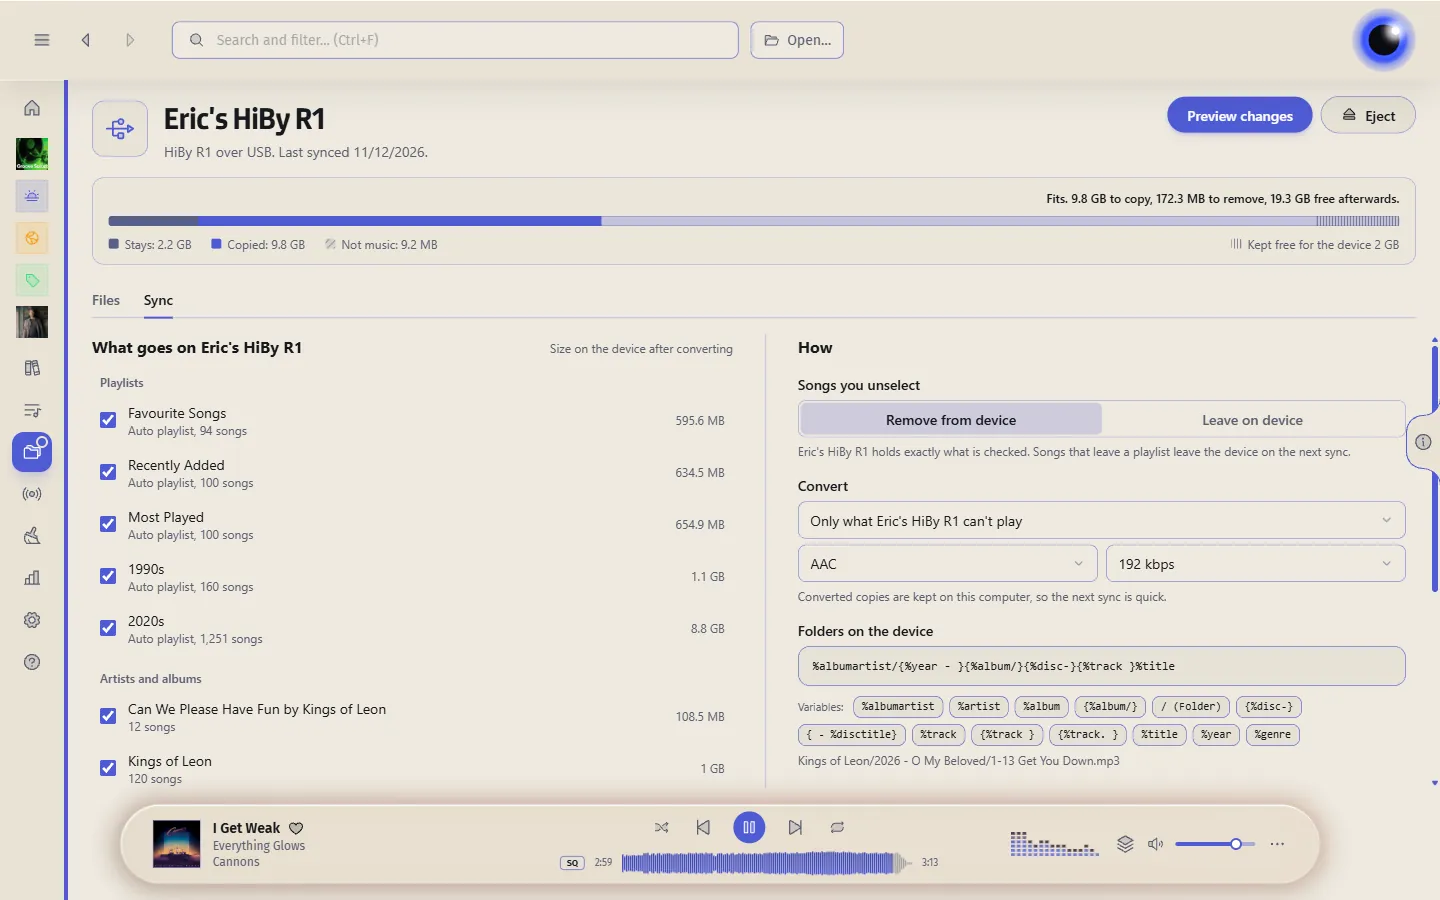 Search and filter... (Ctrl+F)
Open...
Eric's HiBy R1
HiBy R1 over USB. Last synced 11/12/2026.
Preview changes
Eject
Fits. 9.8 GB to copy, 172.3 MB to remove, 19.3 GB free afterwards.
Stays: 2.2 GB
Copied: 9.8 GB
Not music: 9.2 MB
Kept free for the device 2 GB
Files
Sync
What goes on Eric's HiBy R1
Size on the device after converting
Playlists
Favourite Songs
Auto playlist, 94 songs
595.6 MB
Recently Added
Auto playlist, 100 songs
634.5 MB
Most Played
Auto playlist, 100 songs
654.9 MB
1990s
Auto playlist, 160 songs
1.1 GB
2020s
Auto playlist, 1,251 songs
8.8 GB
Artists and albums
Can We Please Have Fun by Kings of Leon
12 songs
108.5 MB
Kings of Leon
120 songs
1 GB
How
Songs you unselect
Remove from device
Leave on device
Eric's HiBy R1 holds exactly what is checked. Songs that leave a playlist leave the device on the next sync.
Convert
Only what Eric's HiBy R1 can't play
AAC
192 kbps
Converted copies are kept on this computer, so the next sync is quick.
Folders on the device
%albumartist/{%year - }{%album/}{%disc-}{%track }%title
Variables: %albumartist %artist %album {%album/} / (Folder) {%disc-}
{ - %disctitle} %track {%track } {%track. } %title %year %genre
Kings of Leon/2026 - O My Beloved/1-13 Get You Down.mp3
I Get Weak
Everything Glows
Cannons
SQ
2:59
3:13